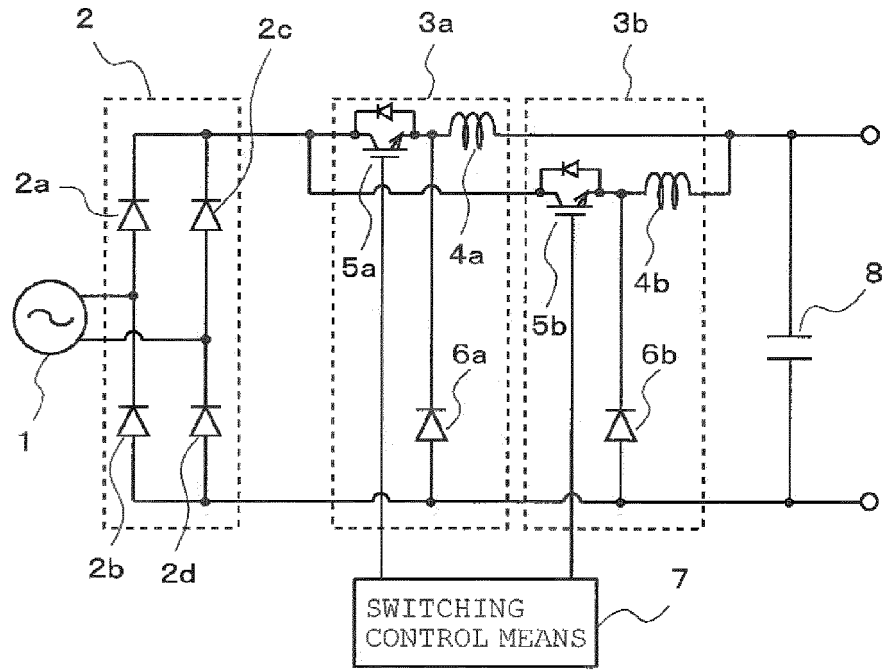 2
2c
3a
3b
2a
5a
4a
5b
4b
8
1
6a
6b
2b
2d
7
SWITCHING
CONTROL MEANS